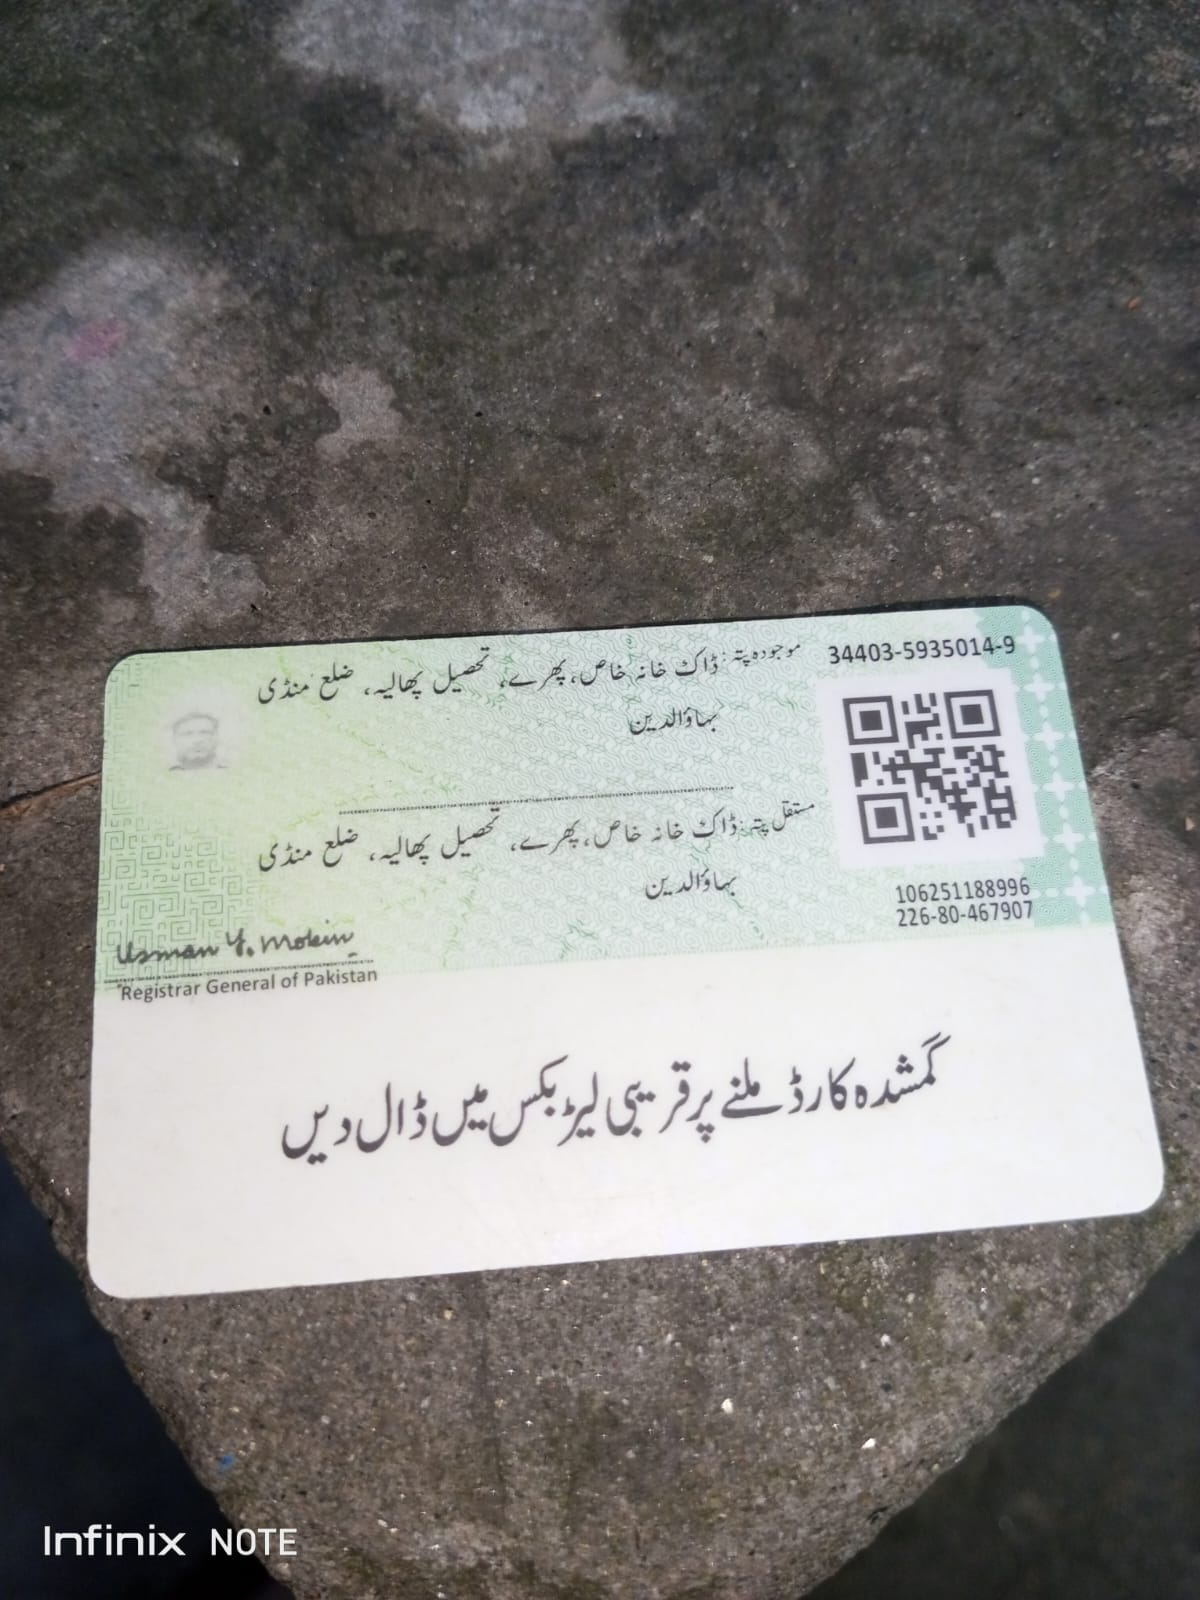 34403-5935014-9
موجودہ پتہ: ڈاک خانہ خاص، پھرے، تحصیل پھالیہ، ضلع منڈی
بہاؤالدین
مستقل پتہ: ڈاک خانہ خاص، پھرے، تحصیل پھالیہ، ضلع منڈی
بہاؤالدین
106251188996
226-80-467907
Usman Y. Mobin
Registrar General of Pakistan
گمشدہ کارڈ ملنے پر قریبی لیٹر بکس میں ڈال دیں
Infinix NOTE